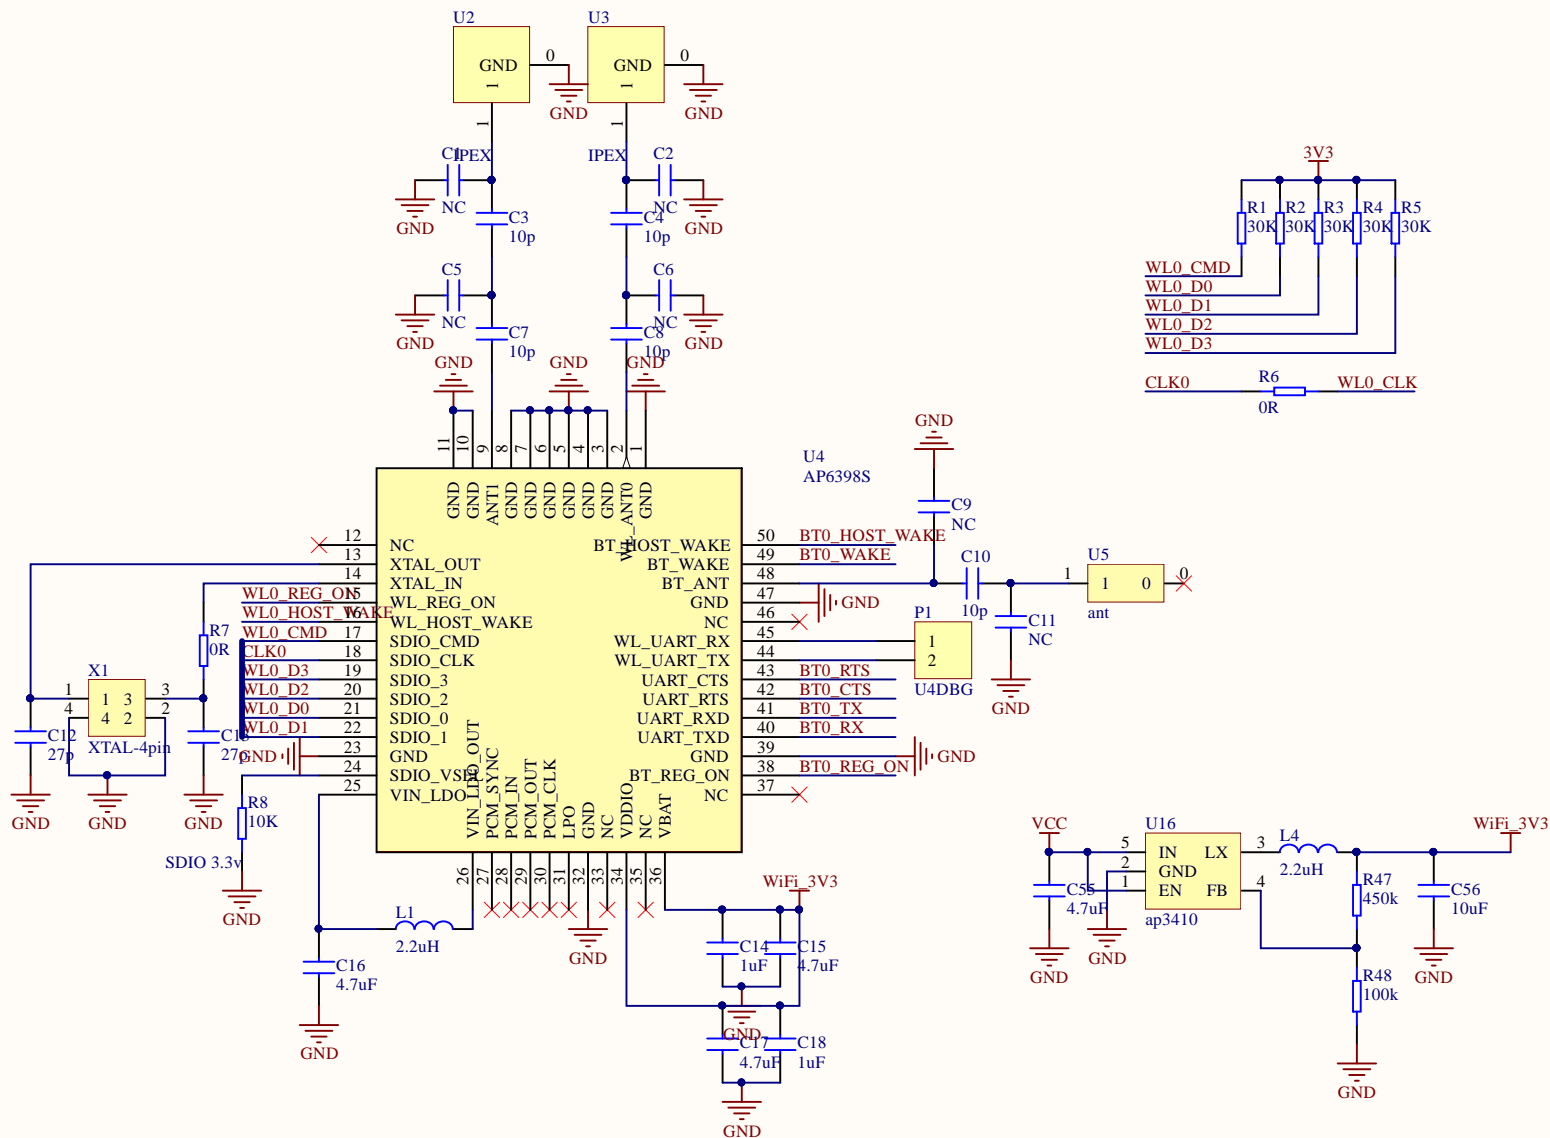 U2
U3
GND
0
GND
0
1
1
GND
GND
1
1
IPEX
IPEX
C1
NC
GND
C2
NC
GND
C3
10p
C4
10p
C5
NC
GND
C6
NC
GND
C7
10p
C8
10p
GND
GND
GND
3V3
R1
30K
R2
30K
R3
30K
R4
30K
R5
30K
WL0_CMD
WL0_D0
WL0_D1
WL0_D2
WL0_D3
CLK0
R6
0R
WL0_CLK
11
10
9
8
7
6
5
4
3
2
1
GND
GND
ANT1
GND
GND
GND
GND
GND
GND
WL_ANT0
GND
U4
AP6398S
12
NC
13
XTAL_OUT
14
XTAL_IN
WL0_REG_ON
15
WL_REG_ON
WL0_HOST_WAKE
16
WL_HOST_WAKE
WL0_CMD
17
SDIO_CMD
CLK0
18
SDIO_CLK
WL0_D3
19
SDIO_3
WL0_D2
20
SDIO_2
WL0_D0
21
SDIO_0
WL0_D1
22
SDIO_1
GND
23
GND
24
SDIO_VSEL
25
VIN_LDO
BT_HOST_WAKE
50
BT0_HOST_WAKE
BT_WAKE
49
BT0_WAKE
BT_ANT
48
GND
47
GND
NC
46
WL_UART_RX
45
WL_UART_TX
44
UART_CTS
43
BT0_RTS
UART_RTS
42
BT0_CTS
UART_RXD
41
BT0_TX
UART_TXD
40
BT0_RX
GND
39
GND
BT_REG_ON
38
BT0_REG_ON
NC
37
VIN_LDO_OUT
PCM_SYNC
PCM_IN
PCM_OUT
PCM_CLK
LPO
GND
NC
VDDIO
NC
VBAT
26
27
28
29
30
31
32
33
34
35
36
GND
GND
C9
NC
C10
10p
C11
NC
GND
U5
1
1
0
0
ant
P1
1
2
U4DBG
R7
0R
X1
1
4
1 3
4 2
3
2
XTAL-4pin
C12
27p
GND
GND
27p
GND
R8
10K
SDIO 3.3v
GND
L1
2.2uH
C16
4.7uF
GND
WiFi_3V3
C14
1uF
C15
4.7uF
GND
C17
4.7uF
C18
1uF
GND
VCC
C55
4.7uF
GND
GND
U16
5
2
1
IN
GND
EN
LX
FB
3
4
ap3410
L4
2.2uH
R47
450k
R48
100k
GND
C56
10uF
GND
WiFi_3V3